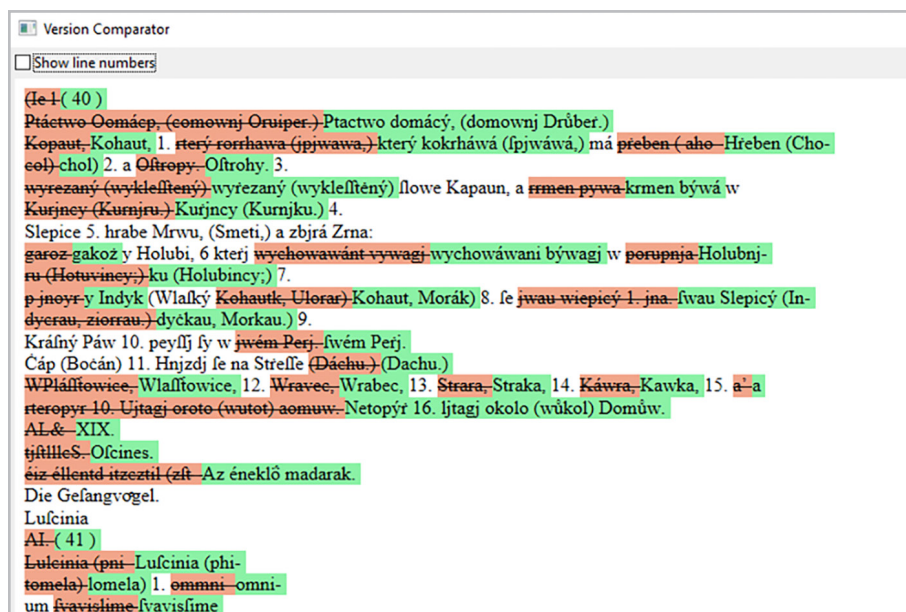 Version Comparator
Show line numbers
(Ie l ( 40 )
Ptáctwo Oomácp, (comownj Oruiper.) Ptactwo domácý, (domownj Drůbeř.)
Kopaut, Kohaut, 1. rterý rorrhawa (jpjwawa,) který kokrháwá (ſpjwáwá,) má pŕeben ( aho Hřeben (Cho-
col) chol) 2. a Oſtropy. Oſtrohy. 3.
wyrezaný (wykleſſtený) wyřezaný (wykleſſtěný) ſlowe Kapaun, a rrmen pywa krmen býwá w
Kurjncy (Kurnjru.) Kuřjncy (Kurnjku.) 4.
Slepice 5. hrabe Mrwu, (Smeti,) a zbjrá Zrna:
garoz gakož y Holubi, 6 kteřj wychowawánt vywagj wychowáwani býwagj w porupnja Holubnj-
ru (Hotuvincy;) ku (Holubincy;) 7.
p jnoyr y Indyk (Wlaſký Kohautk, Ulorar) Kohaut, Morák) 8. ſe jwau wiepicý 1. jna. ſwau Slepicý (In-
dycrau, ziorrau.) dyčkau, Morkau.) 9.
Kráſný Páw 10. peyſſj ſy w jwém Perj. ſwém Peřj.
Čáp (Bočán) 11. Hnjzdj ſe na Střeſſe (Dáchu.) (Dachu.)
WPláſſtowice, Wlaſſtowice, 12. Wravec, Wrabec, 13. Strara, Straka, 14. Káwra, Kawka, 15. a' a
rteropyr 10. Ujtagj oroto (wutot) aomuw. Netopýř 16. ljtagj okolo (wůkol) Domůw.
AL& XIX.
tjſtllleS. Oſcines.
éiz éllentd itzeztil (zſt Az éneklő madarak.
Die Geſangvogel.
Luſcinia
AI. ( 41 )
Lulcinia (pni Luſcinia (phi-
tomela) lomela) 1. ommni omni-
um ſvavislime ſvavisſime